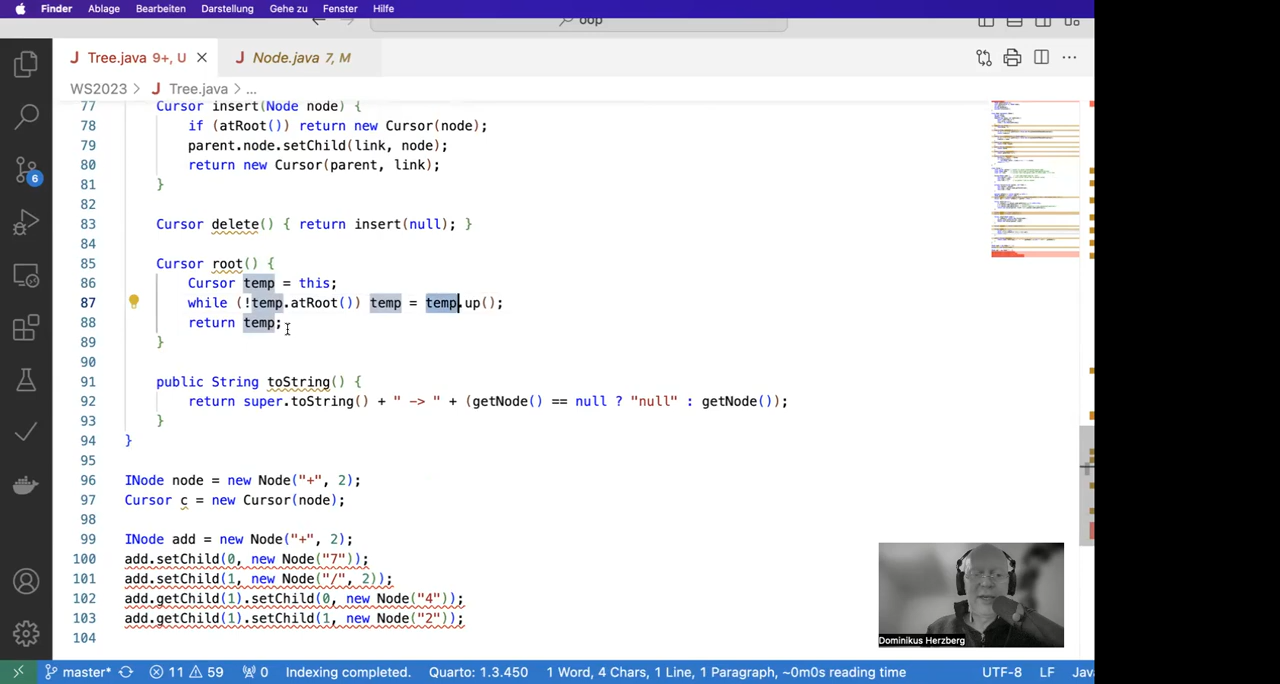 Finder Ablage Bearbeiten Darstellung Gehe zu Fenster Hilfe
oop
J Tree.java 9+, U
J Node.java 7, M
WS2023 > J Tree.java > ...
77 Cursor insert(Node node) {
78 if (atRoot()) return new Cursor(node);
79 parent.node.setChild(link, node);
80 return new Cursor(parent, link);
81 }
82
83 Cursor delete() { return insert(null); }
84
85 Cursor root() {
86 Cursor temp = this;
87 while (!temp.atRoot()) temp = temp.up();
88 return temp;
89 }
90
91 public String toString() {
92 return super.toString() + " -> " + (getNode() == null ? "null" : getNode());
93 }
94 }
95
96 INode node = new Node("+", 2);
97 Cursor c = new Cursor(node);
98
99 INode add = new Node("+", 2);
100 add.setChild(0, new Node("7"));
101 add.setChild(1, new Node("/", 2));
102 add.getChild(1).setChild(0, new Node("4"));
103 add.getChild(1).setChild(1, new Node("2"));
104
6
Dominikus Herzberg
master* 11 59 0 Indexing completed. Quarto: 1.3.450 1 Word, 4 Chars, 1 Line, 1 Paragraph, ~0m0s reading time UTF-8 LF